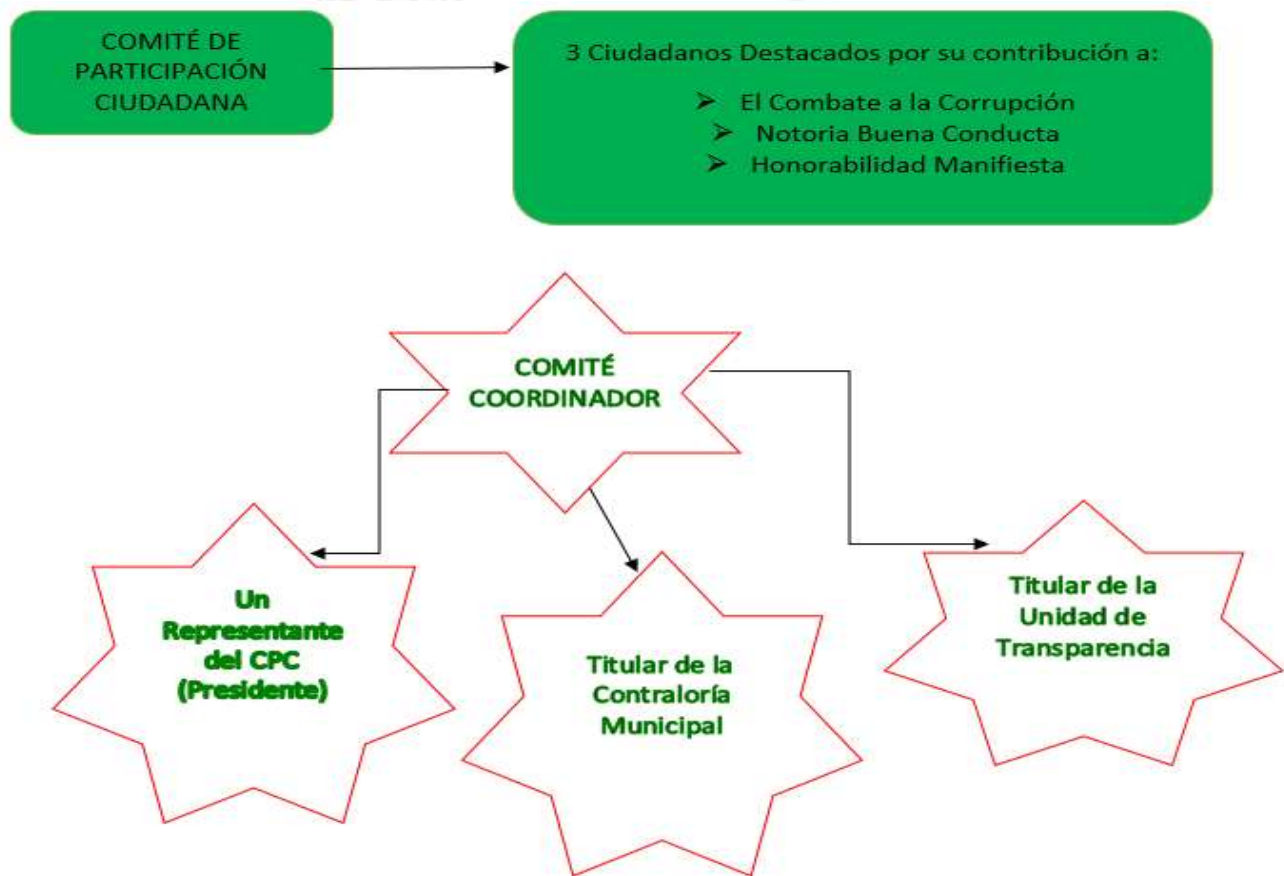 COMITÉ DE
PARTICIPACIÓN
CIUDADANA
3 Ciudadanos Destacados por su contribución a:
➤ El Combate a la Corrupción
➤ Notoria Buena Conducta
➤ Honorabilidad Manifiesta
COMITÉ
COORDINADOR
Un
Representante
del CPC
(Presidente)
Titular de la
Contraloría
Municipal
Titular de la
Unidad de
Transparencia